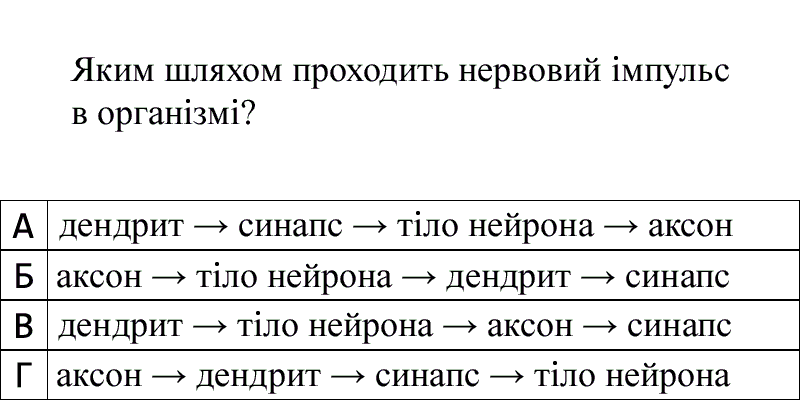 Яким шляхом проходить нервовий імпульс
в організмі?
А дендрит → синапс → тіло нейрона → аксон
Б аксон → тіло нейрона → дендрит → синапс
В дендрит → тіло нейрона → аксон → синапс
Г аксон → дендрит → синапс → тіло нейрона